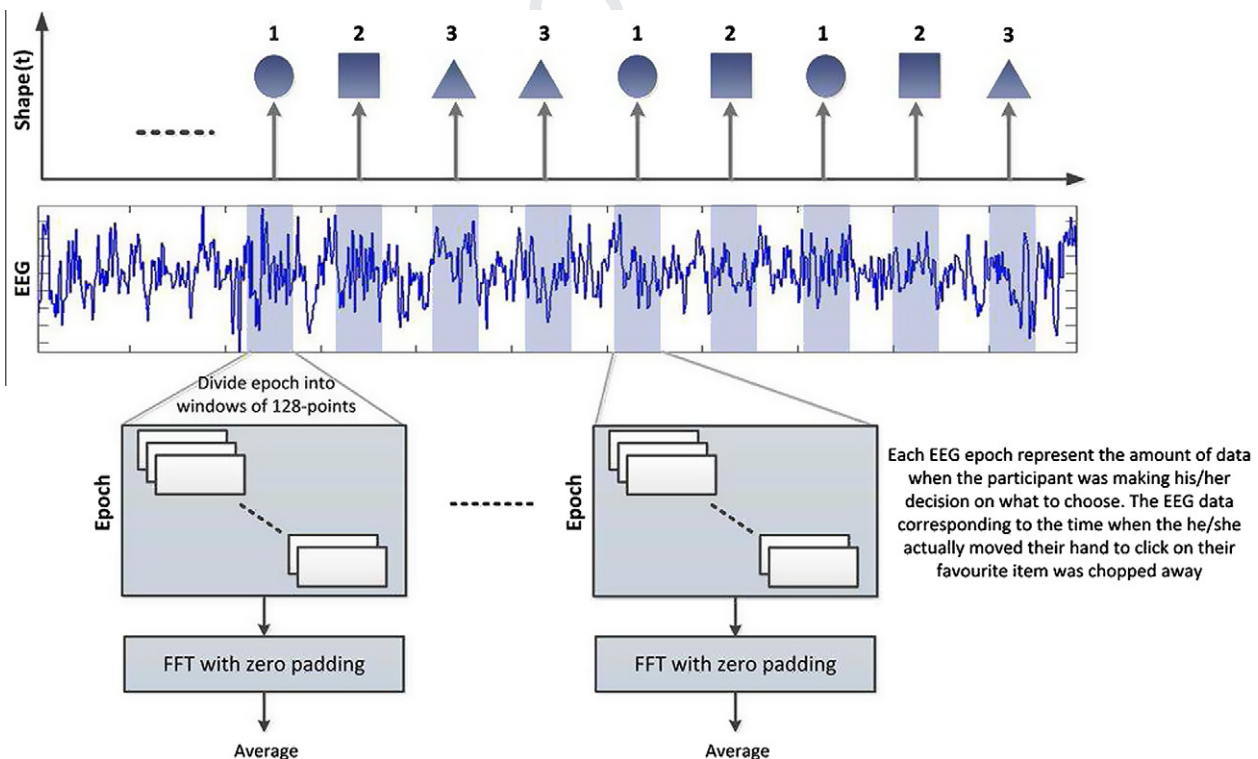 Shape(t)
1 2 3 3 1 2 1 2 3
EEG
Divide epoch into
windows of 128-points
Epoch
Epoch
Each EEG epoch represent the amount of data
when the participant was making his/her
decision on what to choose. The EEG data
corresponding to the time when the he/she
actually moved their hand to click on their
favourite item was chopped away
FFT with zero padding
FFT with zero padding
Average
Average